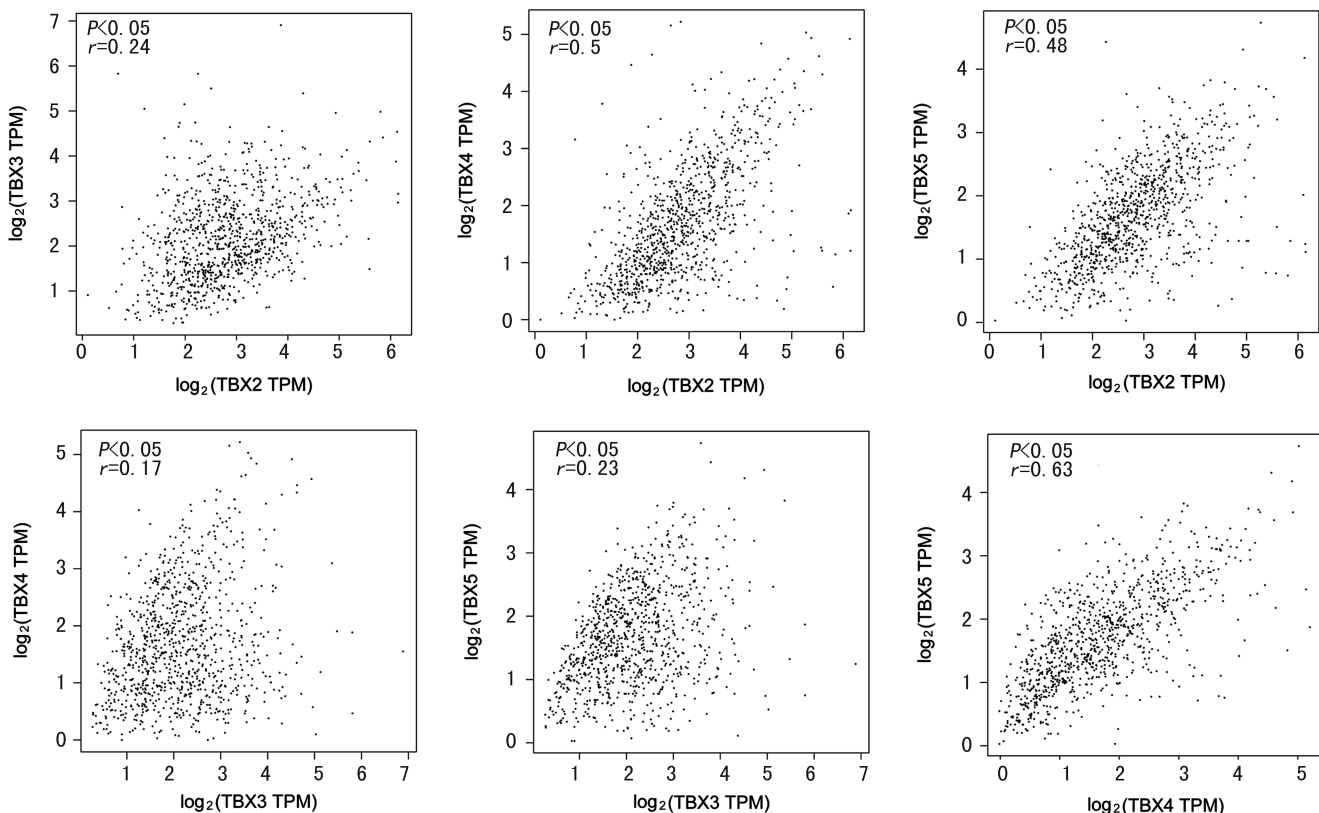 P<0.05
r=0.24
7
6
5
4
3
2
1
log₂(TBX3 TPM)
0 1 2 3 4 5 6
log₂(TBX2 TPM)
P<0.05
r=0.5
5
4
3
2
1
0
log₂(TBX4 TPM)
0 1 2 3 4 5 6
log₂(TBX2 TPM)
P<0.05
r=0.48
4
3
2
1
0
log₂(TBX5 TPM)
0 1 2 3 4 5 6
log₂(TBX2 TPM)
P<0.05
r=0.17
5
4
3
2
1
0
log₂(TBX4 TPM)
1 2 3 4 5 6 7
log₂(TBX3 TPM)
P<0.05
r=0.23
4
3
2
1
0
log₂(TBX5 TPM)
1 2 3 4 5 6 7
log₂(TBX3 TPM)
P<0.05
r=0.63
4
3
2
1
0
log₂(TBX5 TPM)
0 1 2 3 4 5
log₂(TBX4 TPM)